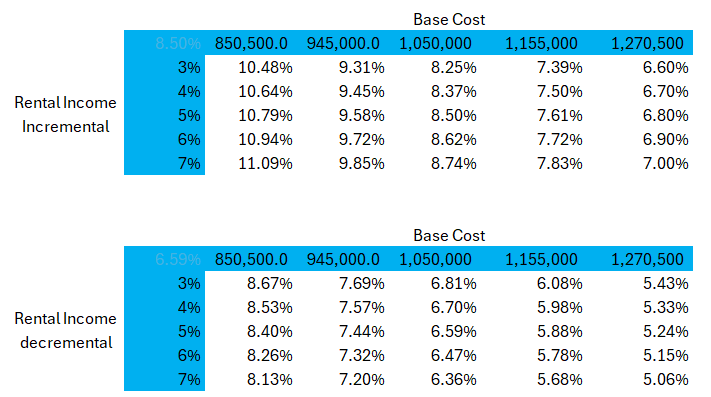 Base Cost
8.50% 850,500.0 945,000.0 1,050,000 1,155,000 1,270,500
3% 10.48% 9.31% 8.25% 7.39% 6.60%
4% 10.64% 9.45% 8.37% 7.50% 6.70%
Rental Income
5% 10.79% 9.58% 8.50% 7.61% 6.80%
Incremental
6% 10.94% 9.72% 8.62% 7.72% 6.90%
7% 11.09% 9.85% 8.74% 7.83% 7.00%
Base Cost
6.59% 850,500.0 945,000.0 1,050,000 1,155,000 1,270,500
3% 8.67% 7.69% 6.81% 6.08% 5.43%
4% 8.53% 7.57% 6.70% 5.98% 5.33%
Rental Income
5% 8.40% 7.44% 6.59% 5.88% 5.24%
decremental
6% 8.26% 7.32% 6.47% 5.78% 5.15%
7% 8.13% 7.20% 6.36% 5.68% 5.06%